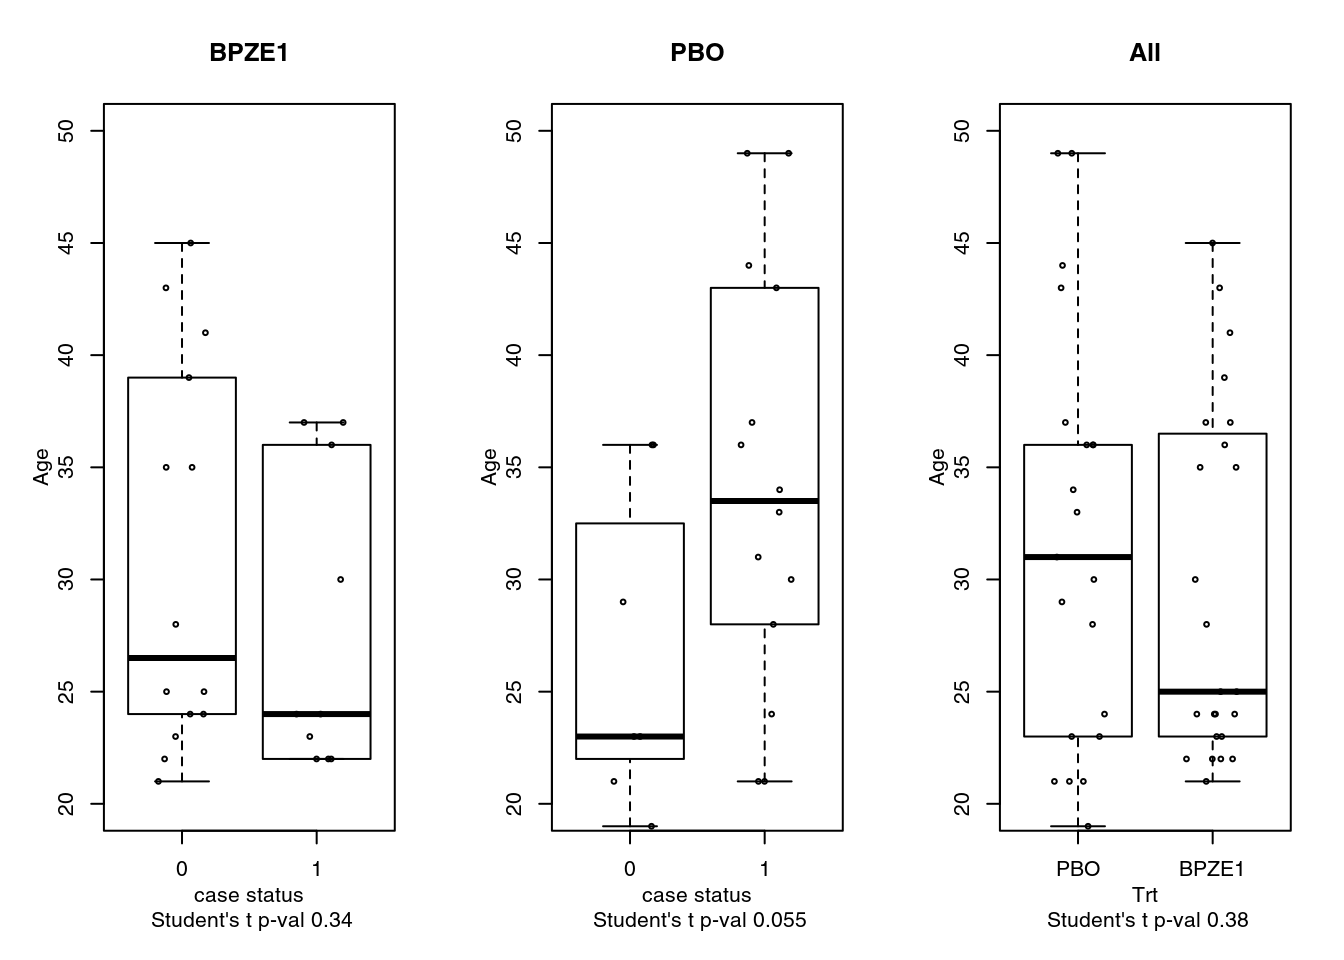 BPZE1
50
45
40
35
30
25
20
Age
0 1
case status
Student's t p-val 0.34
PBO
50
45
40
35
30
25
20
Age
0 1
case status
Student's t p-val 0.055
All
50
45
40
35
30
25
20
Age
PBO BPZE1
Trt
Student's t p-val 0.38